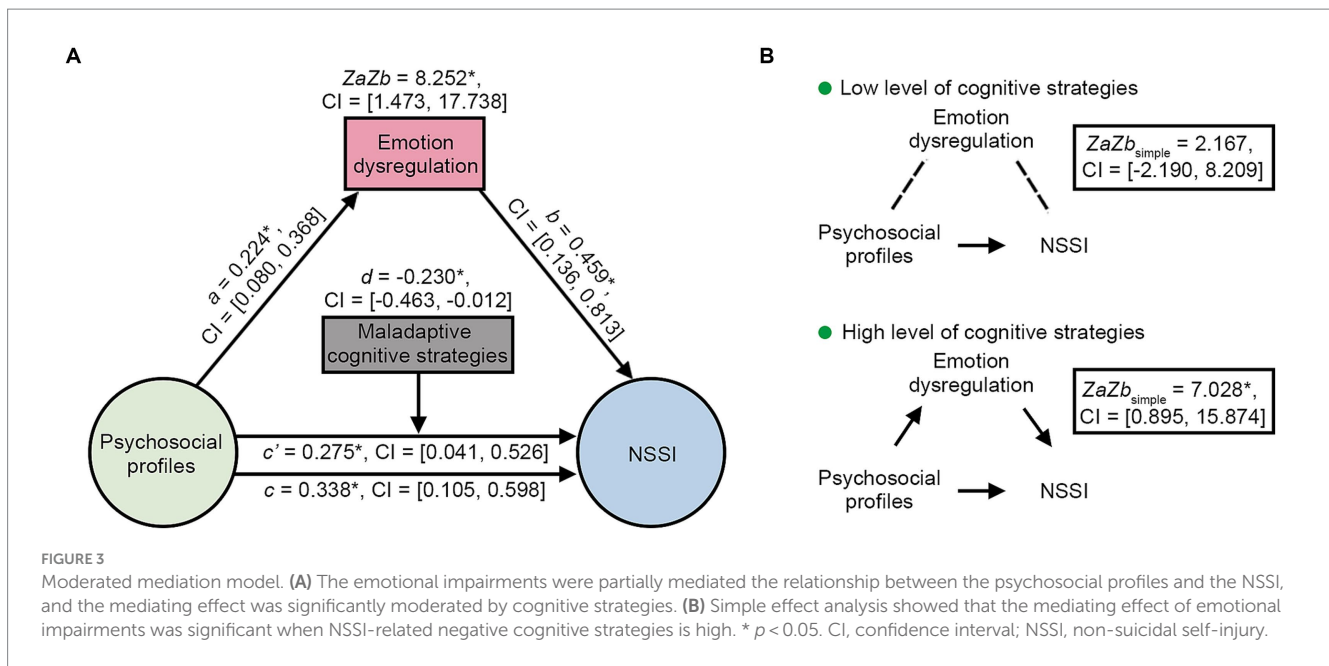 A
ZaZb = 8.252*,
CI = [1.473, 17.738]
Emotion
dysregulation
a = 0.224*,
CI = [0.080, 0.368]
b = 0.459*,
CI = [0.136, 0.813]
d = -0.230*,
CI = [-0.463, -0.012]
Maladaptive
cognitive strategies
Psychosocial
profiles
c’ = 0.275*, CI = [0.041, 0.526]
c = 0.338*, CI = [0.105, 0.598]
NSSI
B
Low level of cognitive strategies
Emotion
dysregulation
ZaZbsimple = 2.167,
CI = [-2.190, 8.209]
Psychosocial
profiles
NSSI
High level of cognitive strategies
Emotion
dysregulation
ZaZbsimple = 7.028*,
CI = [0.895, 15.874]
Psychosocial
profiles
NSSI
FIGURE 3
Moderated mediation model. (A) The emotional impairments were partially mediated the relationship between the psychosocial profiles and the NSSI,
and the mediating effect was significantly moderated by cognitive strategies. (B) Simple effect analysis showed that the mediating effect of emotional
impairments was significant when NSSI-related negative cognitive strategies is high. * p < 0.05. CI, confidence interval; NSSI, non-suicidal self-injury.